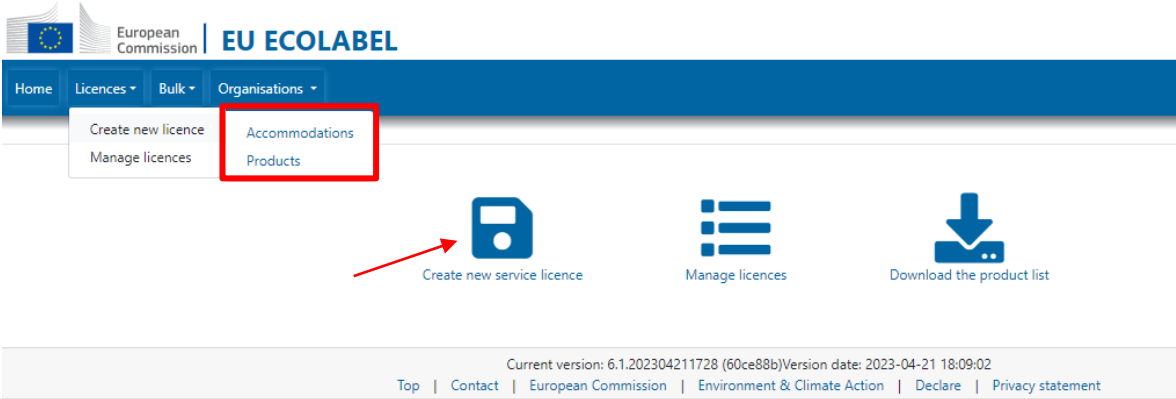 European
Commission
EU ECOLABEL
Home Licences Bulk Organisations
Create new licence
Manage licences
Accommodations
Products
Create new service licence
Manage licences
Download the product list
Current version: 6.1.202304211728 (60ce88b)Version date: 2023-04-21 18:09:02
Top | Contact | European Commission | Environment & Climate Action | Declare | Privacy statement